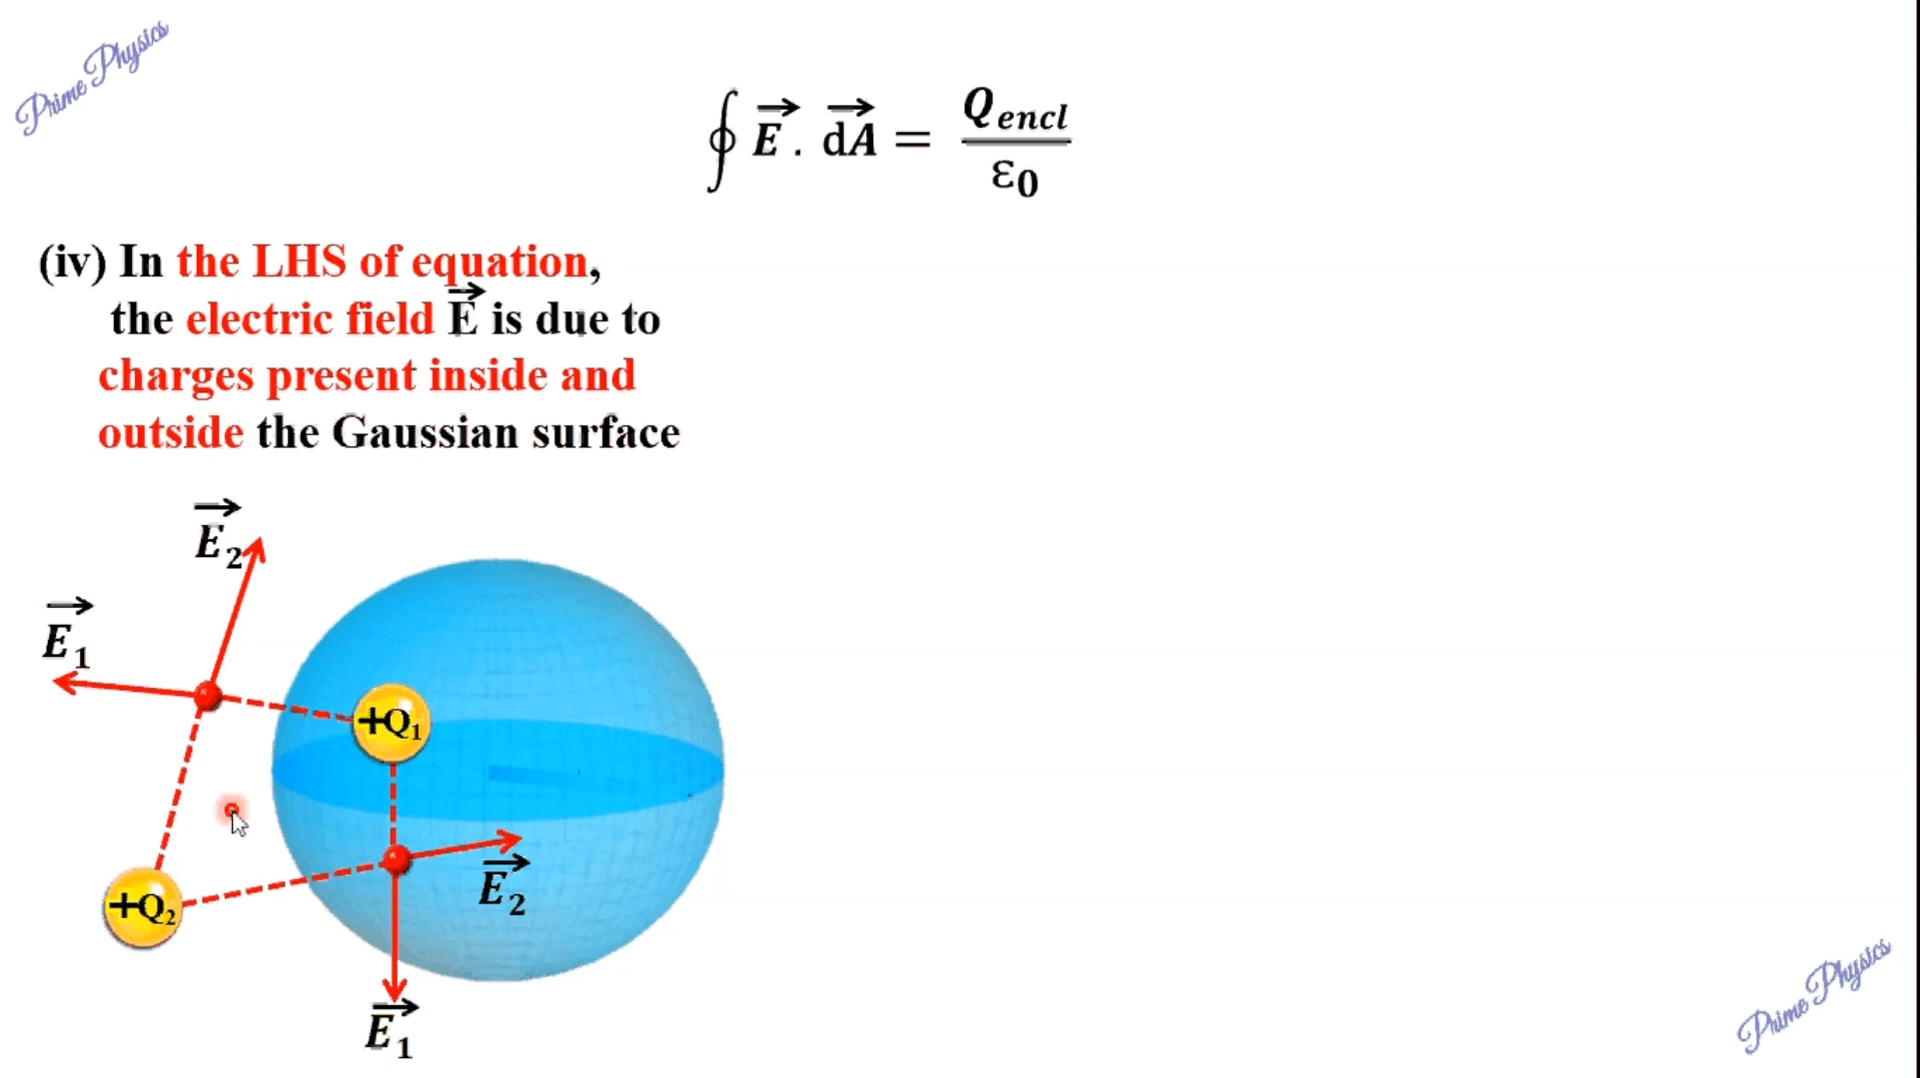 Prime Physics
∮ E⃗ . dA⃗ = Q_encl / ε₀
(iv) In the LHS of equation,
the electric field E⃗ is due to
charges present inside and
outside the Gaussian surface
E⃗₂
E⃗₁
+Q₁
+Q₂
E⃗₂
E⃗₁
Prime Physics